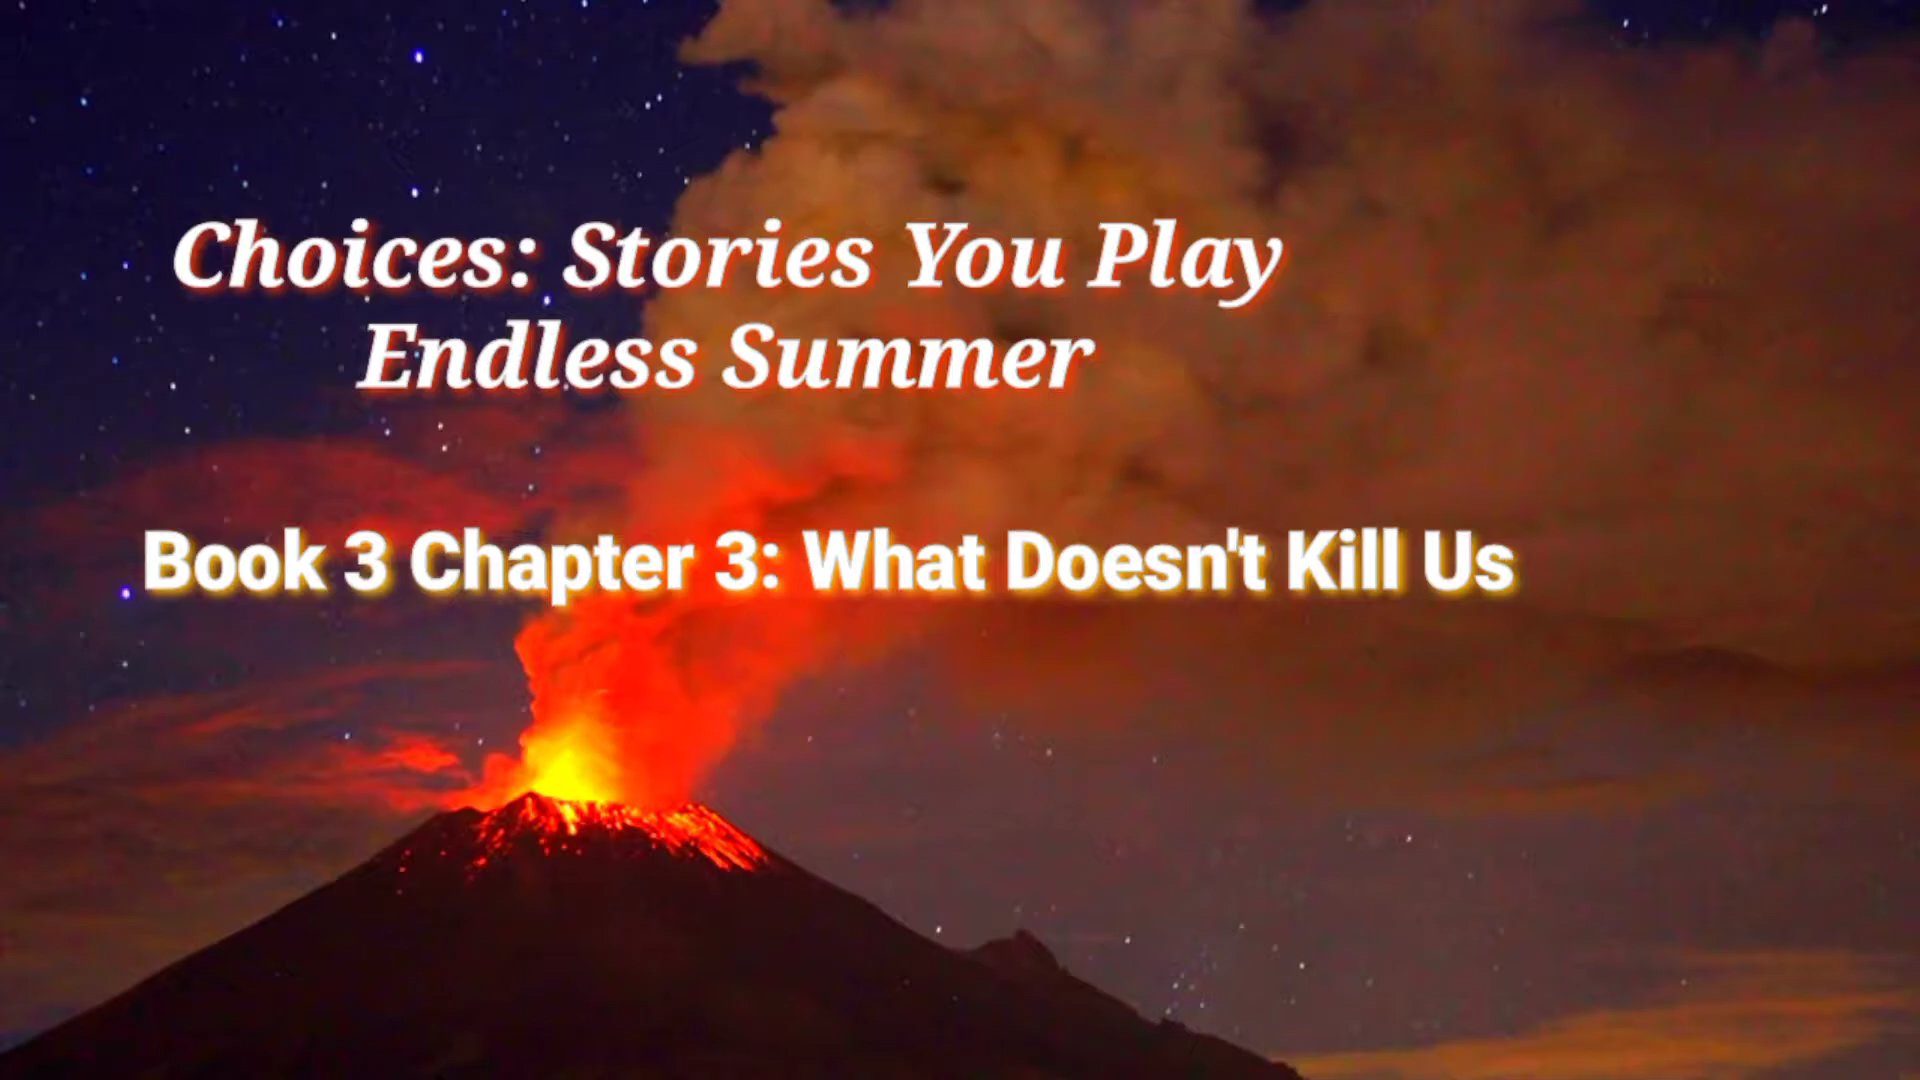 Choices: Stories You Play
Endless Summer
Book 3 Chapter 3: What Doesn't Kill Us